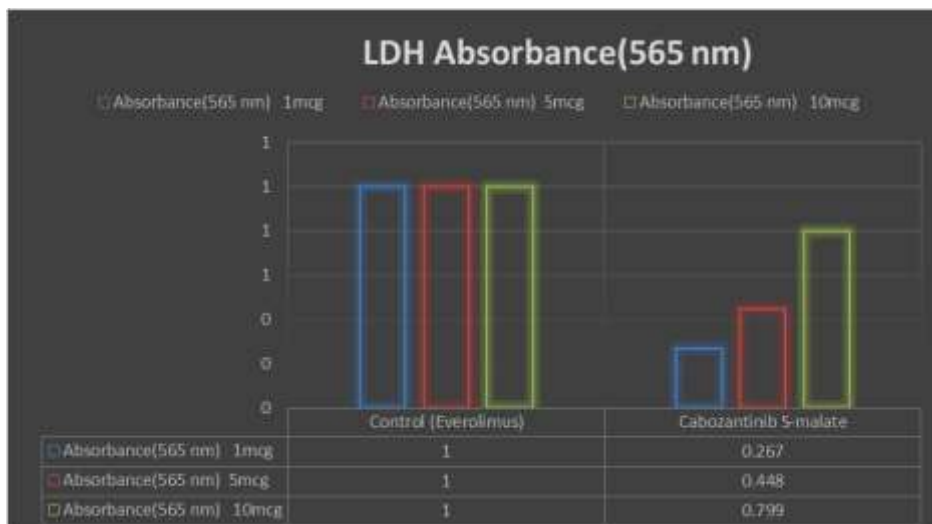 LDH Absorbance(565 nm)
Absorbance(565 nm) 1mcg Absorbance(565 nm) 5mcg Absorbance(565 nm) 10mcg
1
1
1
1
0
0
0
Control (Everolimus) Cabozantinib S-malate
Absorbance(565 nm) 1mcg 1 0.267
Absorbance(565 nm) 5mcg 1 0.448
Absorbance(565 nm) 10mcg 1 0.799